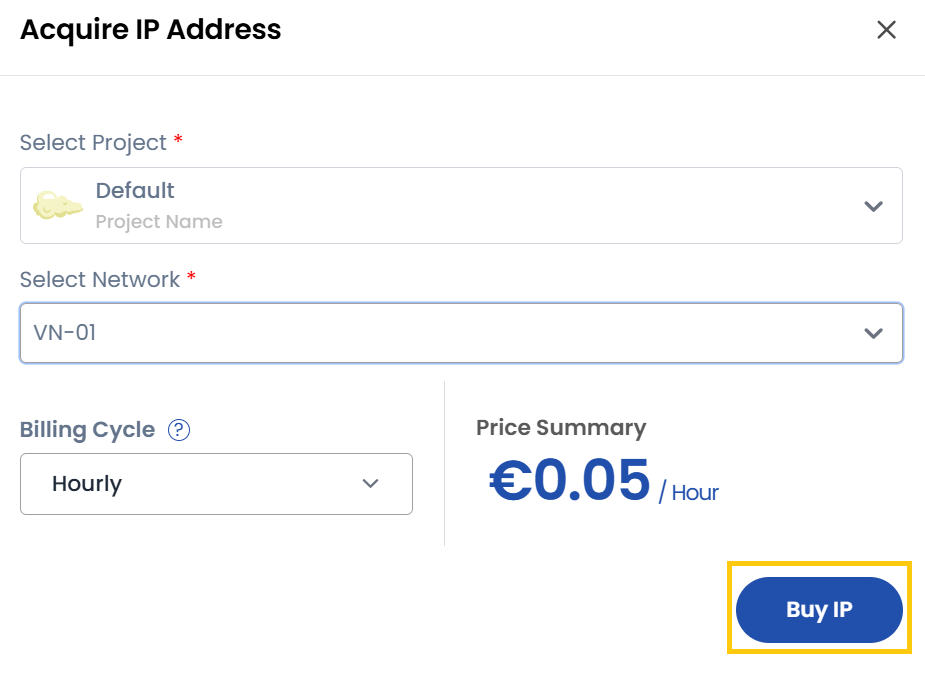 Acquire IP Address
Select Project *
Default
Project Name
Select Network *
VN-01
Billing Cycle ?
Hourly
Price Summary
€0.05 / Hour
Buy IP